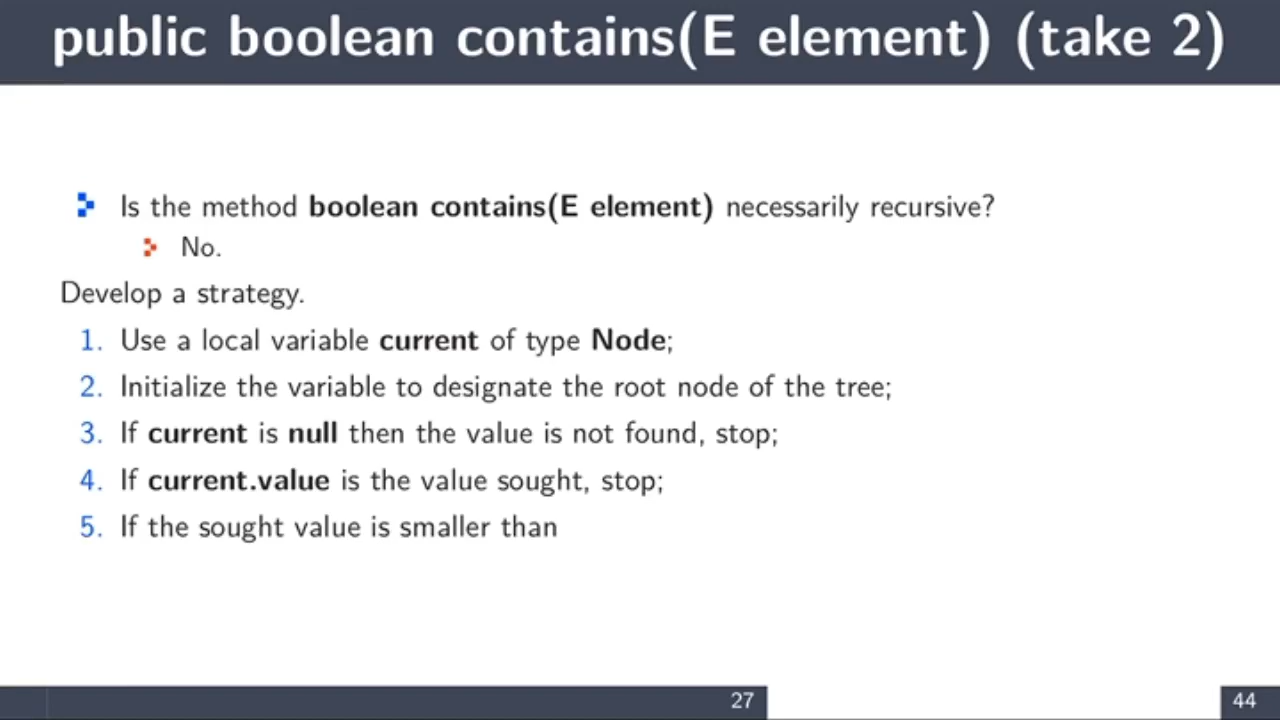 public boolean contains(E element) (take 2)
Is the method boolean contains(E element) necessarily recursive?
No.
Develop a strategy.
1. Use a local variable current of type Node;
2. Initialize the variable to designate the root node of the tree;
3. If current is null then the value is not found, stop;
4. If current.value is the value sought, stop;
5. If the sought value is smaller than
27
44